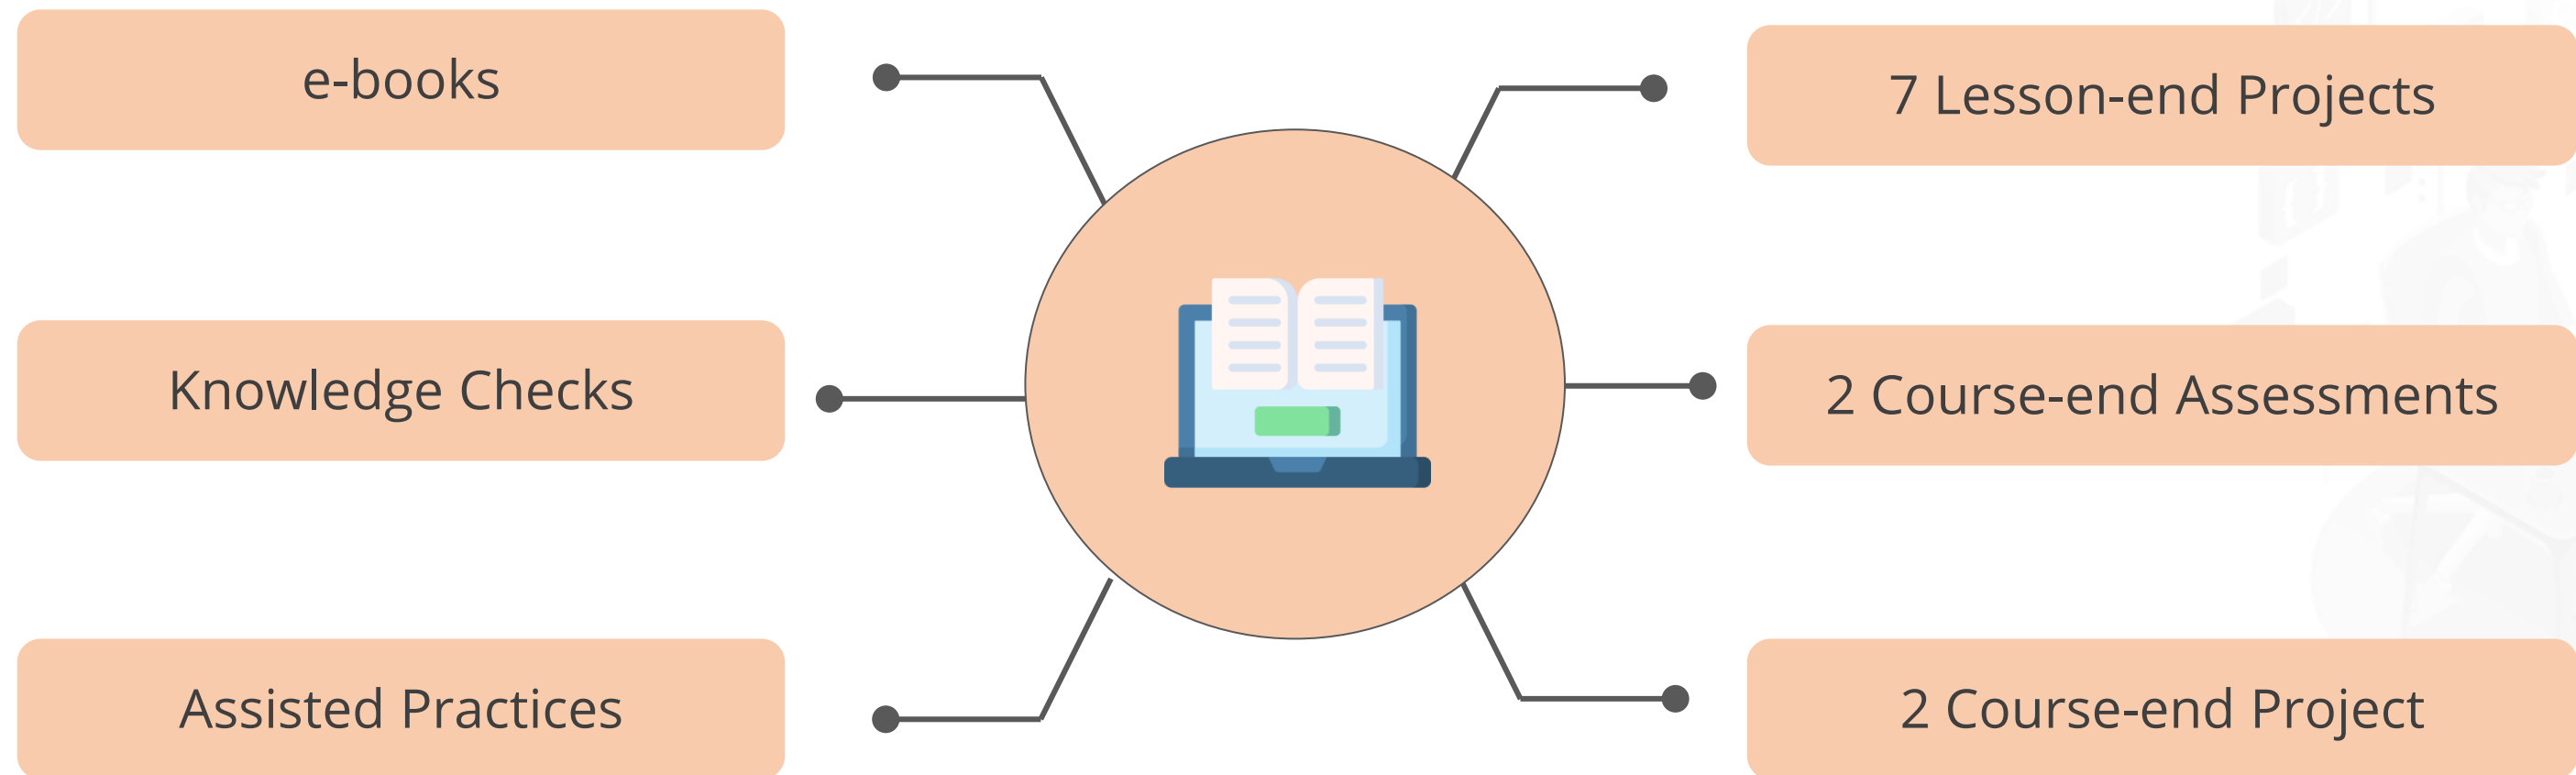 e-books
Knowledge Checks
Assisted Practices
7 Lesson-end Projects
2 Course-end Assessments
2 Course-end Project